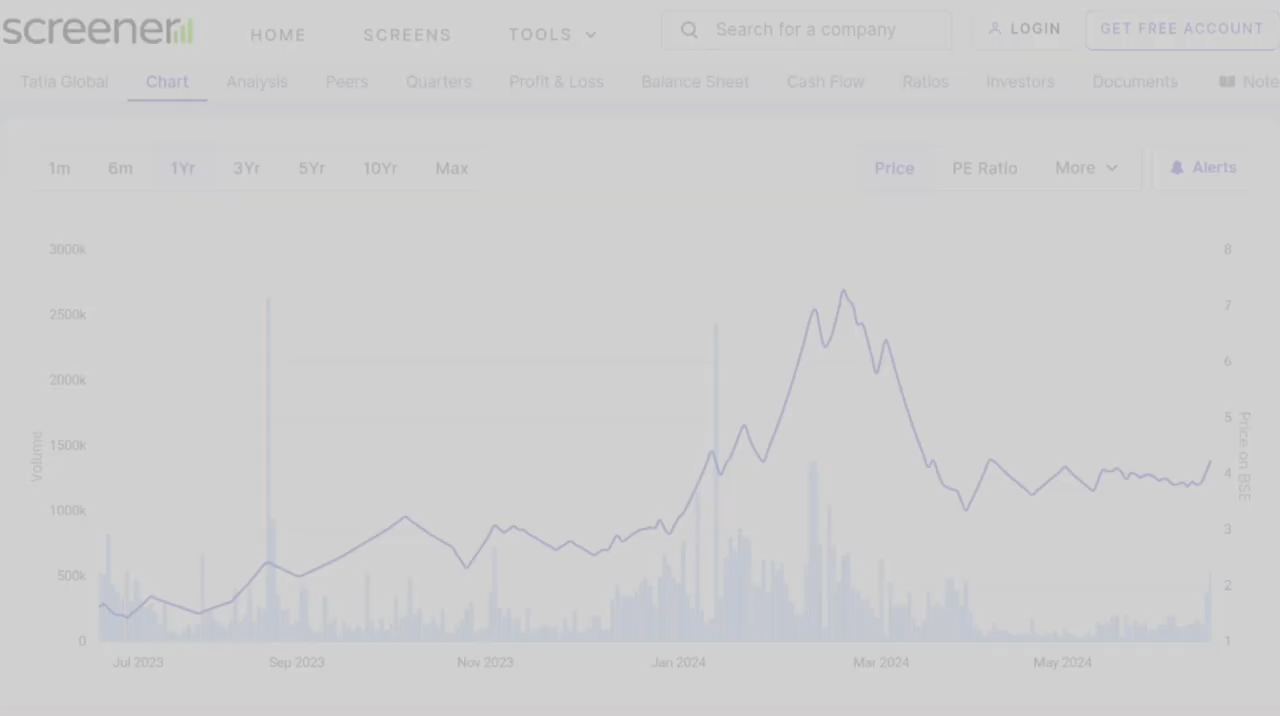 screener HOME SCREENS TOOLS Search for a company LOGIN GET FREE ACCOUNT
Tatia Global Chart Analysis Peers Quarters Profit & Loss Balance Sheet Cash Flow Ratios Investors Documents Note
1m 6m 1Yr 3Yr 5Yr 10Yr Max Price PE Ratio More Alerts
3000k 8
2500k 7
2000k 6
1500k 5
1000k 4
500k 3
0 2
1
Volume
Price on BSE
Jul 2023 Sep 2023 Nov 2023 Jan 2024 Mar 2024 May 2024